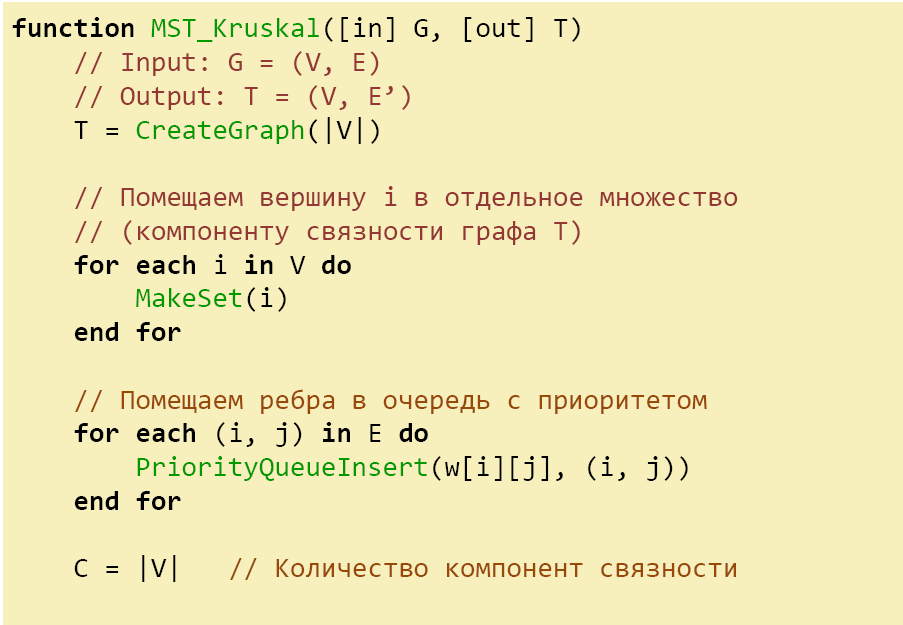 function MST_Kruskal([in] G, [out] T)
// Input: G = (V, E)
// Output: T = (V, E’)
T = CreateGraph(|V|)
// Помещаем вершину i в отдельное множество
// (компоненту связности графа T)
for each i in V do
MakeSet(i)
end for
// Помещаем ребра в очередь с приоритетом
for each (i, j) in E do
PriorityQueueInsert(w[i][j], (i, j))
end for
C = |V| // Количество компонент связности